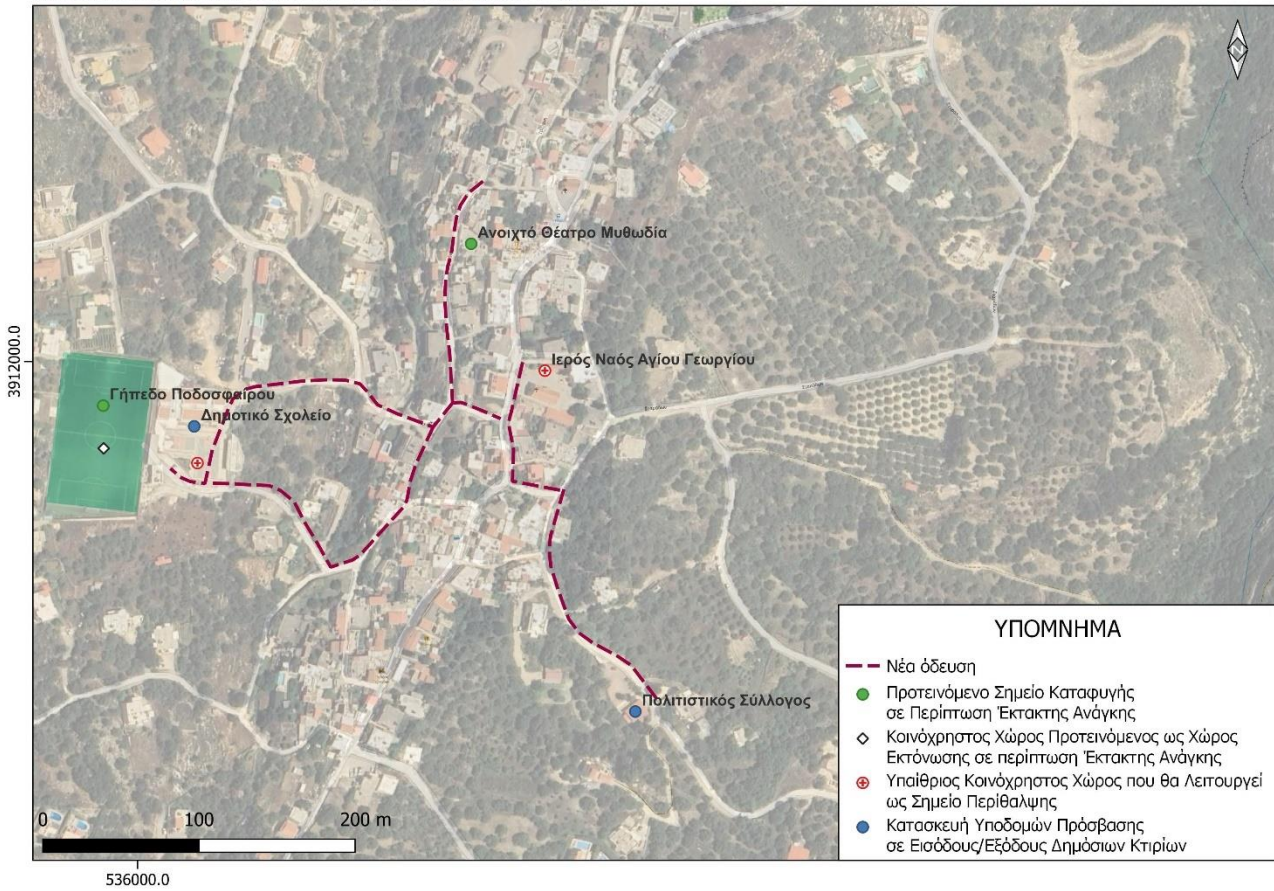 N
Ανοιχτό Θέατρο Μυθωδία
Ιερός Ναός Αγίου Γεωργίου
3912000.0
Γήπεδο Ποδοσφαίρου
Δημοτικό Σχολείο
Πολιτιστικός Σύλλογος
ΥΠΟΜΝΗΜΑ
Νέα όδευση
Προτεινόμενο Σημείο Καταφυγής
σε Περίπτωση Έκτακτης Ανάγκης
Κοινόχρηστος Χώρος Προτεινόμενος ως Χώρος
Εκτόνωσης σε περίπτωση Έκτακτης Ανάγκης
Υπαίθριος Κοινόχρηστος Χώρος που θα Λειτουργεί
ως Σημείο Περίθαλψης
Κατασκευή Υποδομών Πρόσβασης
σε Εισόδους/Εξόδους Δημόσιων Κτιρίων
0 100 200 m
536000.0